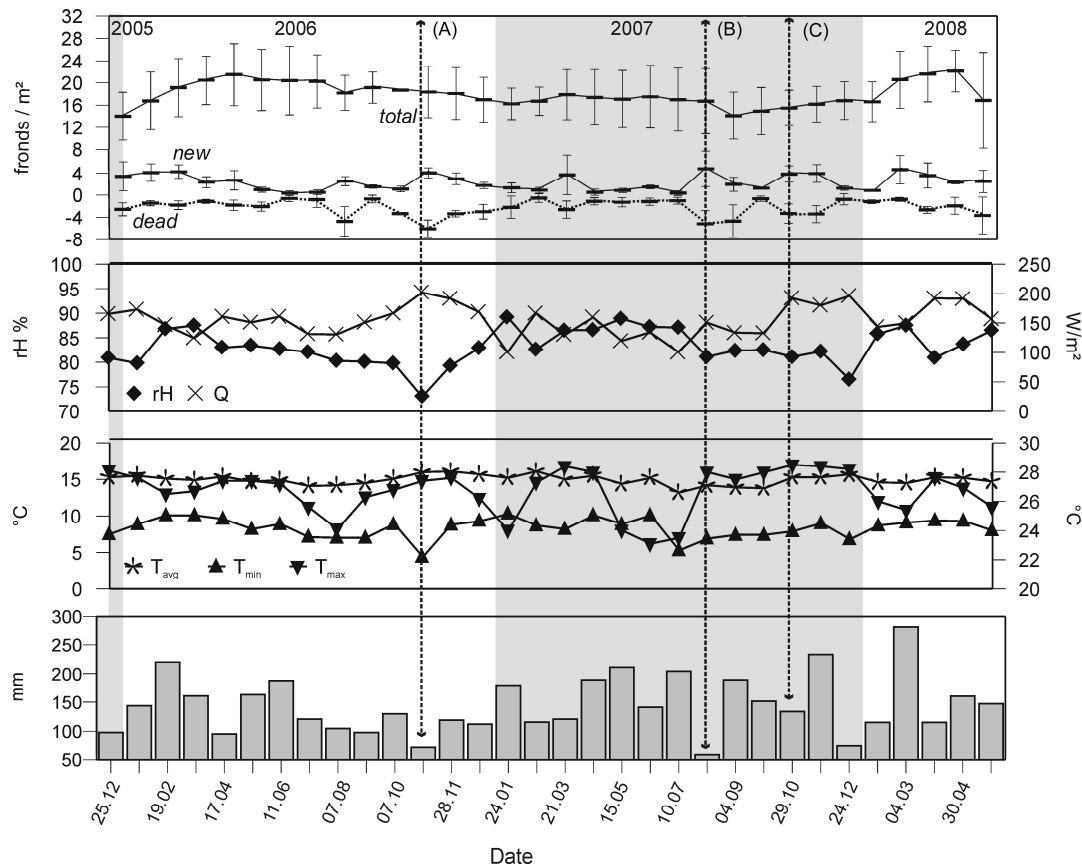 2005 2006 (A) 2007 (B) (C) 2008
32
28
24
20
16
12
8
4
0
-4
-8
fronds / m²
total
new
dead
100
95
90
85
80
75
70
rH %
250
200
150
100
50
0
W/m²
rH Q
20
15
10
5
0
°C
30
28
26
24
22
20
°C
Tavg Tmin Tmax
300
250
200
150
100
50
mm
25.12 19.02 17.04 11.06 07.08 07.10 28.11 24.01 21.03 15.05 10.07 04.09 29.10 24.12 04.03 30.04
Date